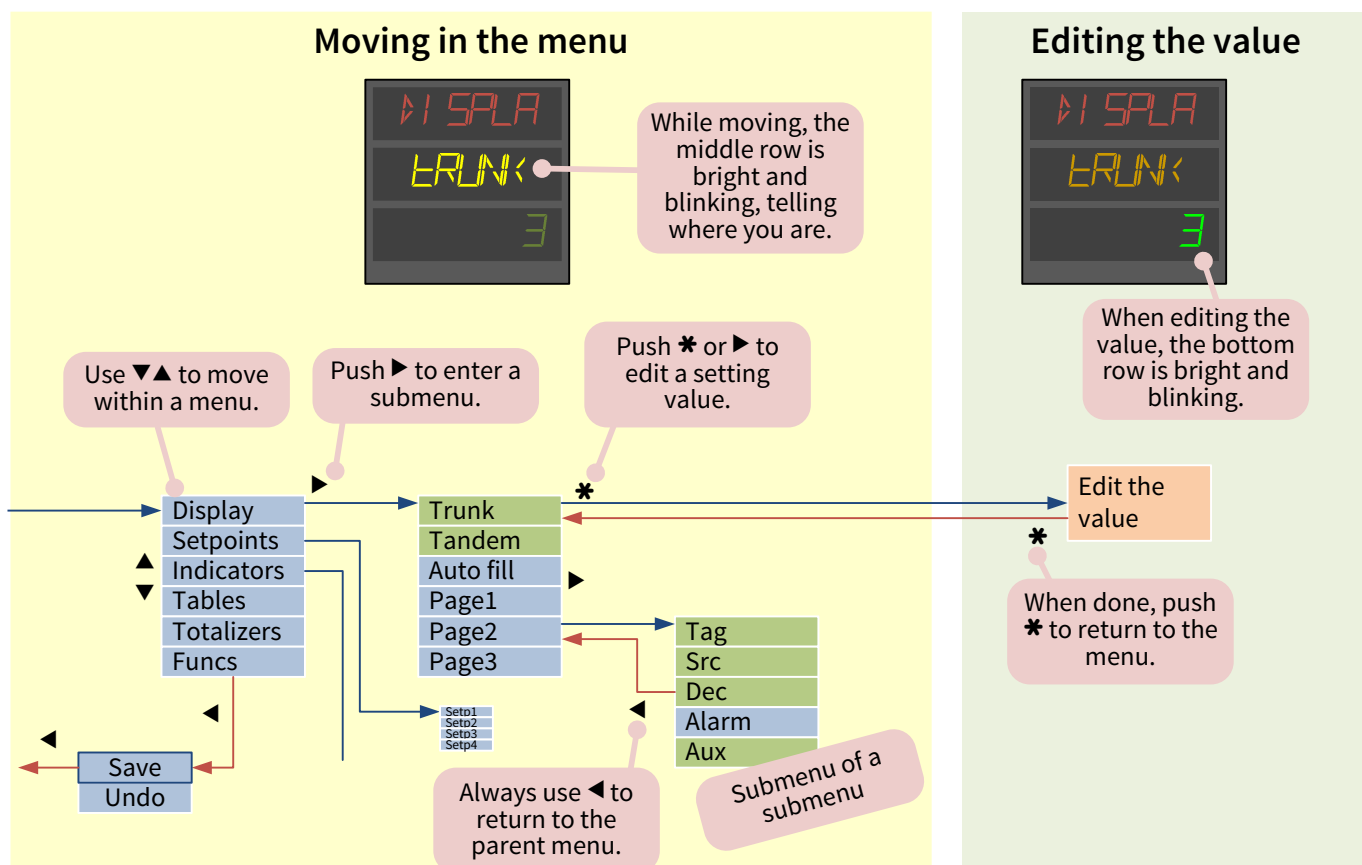 Moving in the menu
DISPLA
tRUNK
3
While moving, the
middle row is
bright and
blinking, telling
where you are.
Use ▼▲ to move
within a menu.
Push ▶ to enter a
submenu.
Push ✱ or ▶ to
edit a setting
value.
▶
✱
Display
Setpoints
Indicators
Tables
Totalizers
Funcs
▲
▼
Trunk
Tandem
Auto fill
Page1
Page2
Page3
▶
Tag
Src
Dec
Alarm
Aux
Setp1
Setp2
Setp3
Setp4
◀
◀
Save
Undo
◀
Always use ◀ to
return to the
parent menu.
Submenu of a
submenu
Editing the value
DISPLA
tRUNK
3
When editing the
value, the bottom
row is bright and
blinking.
Edit the
value
✱
When done, push
✱ to return to the
menu.